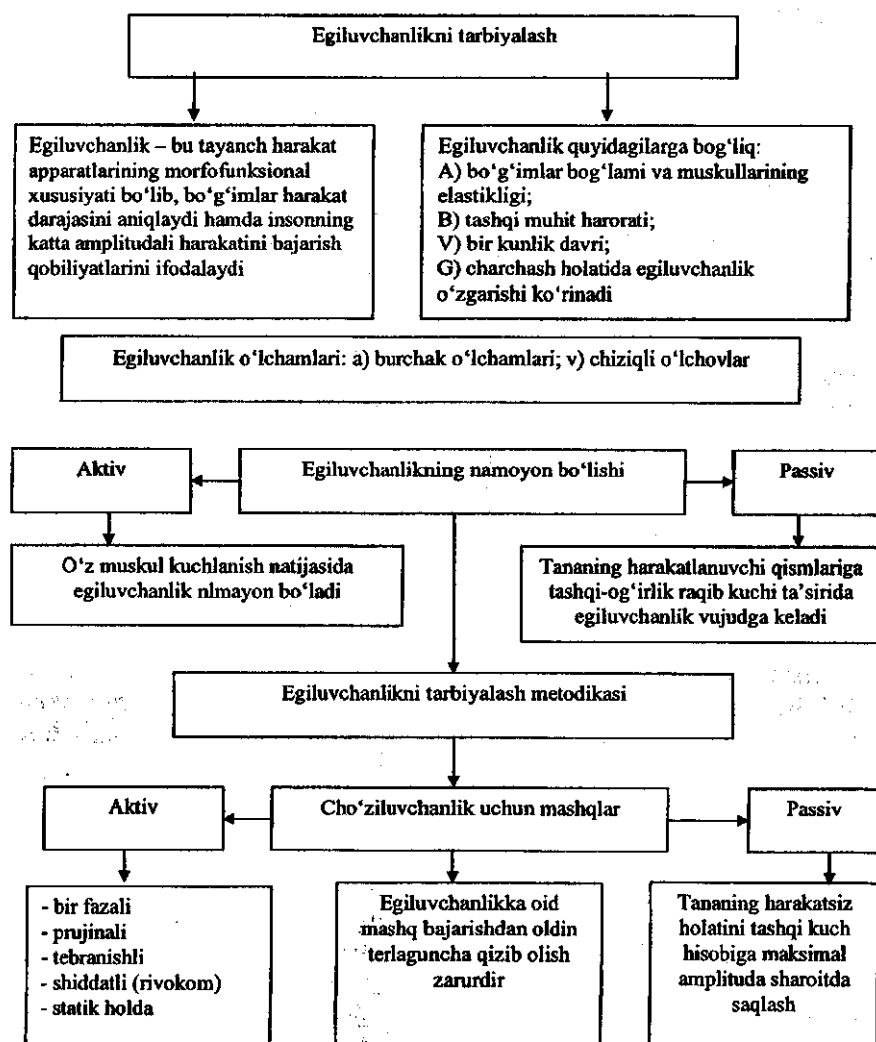 Egiluvchanlikni tarbiyalash
Egiluvchanlik – bu tayanch harakat
apparatlarining morfofunksional
xususiyati bo‘lib, bo‘g‘imlar harakat
darajasini aniqlaydi hamda insonning
katta amplitudali harakatini bajarish
qobiliyatlarini ifodalaydi
Egiluvchanlik quyidagilarga bog‘liq:
A) bo‘g‘imlar bog‘lami va muskullarining
elastikligi;
B) tashqi muhit harorati;
V) bir kunlik davri;
G) charchash holatida egiluvchanlik
o‘zgarishi ko‘rinadi
Egiluvchanlik o‘lchamlari: a) burchak o‘lchamlari; v) chiziqli o‘lchovlar
Aktiv
Egiluvchanlikning namoyon bo‘lishi
Passiv
O‘z muskul kuchlanish natijasida
egiluvchanlik nlmayon bo‘ladi
Tananing harakatlanuvchi qismlariga
tashqi-og‘irlik raqib kuchi ta’sirida
egiluvchanlik vujudga keladi
Egiluvchanlikni tarbiyalash metodikasi
Aktiv
Cho‘ziluvchanlik uchun mashqlar
Passiv
- bir fazali
- prujinali
- tebranishli
- shiddatli (rivokom)
- statik holda
Egiluvchanlikka oid
mashq bajarishdan oldin
terlaguncha qizib olish
zarurdir
Tananing harakatsiz
holatini tashqi kuch
hisobiga maksimal
amplituda sharoitda
saqlash